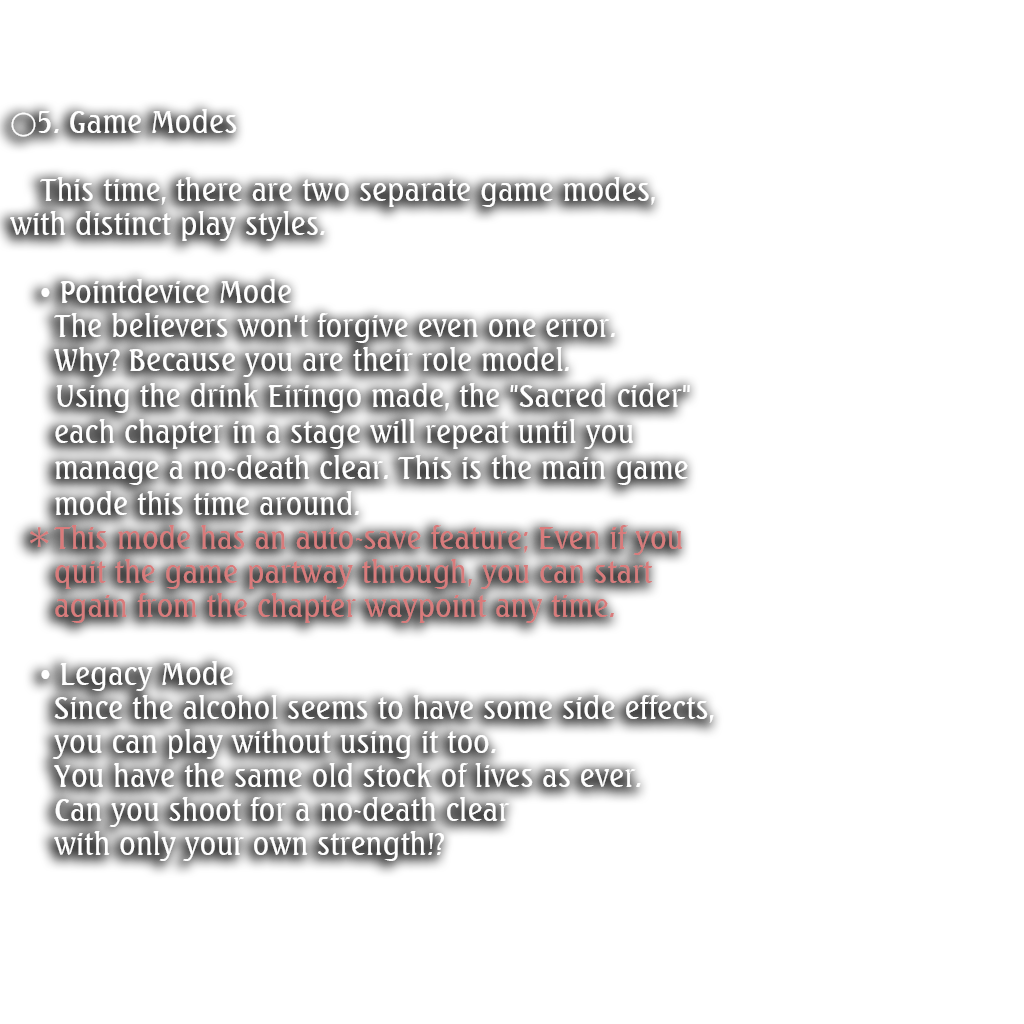 ○5. Game Modes
This time, there are two separate game modes,
with distinct play styles.
• Pointdevice Mode
The believers won't forgive even one error.
Why? Because you are their role model.
Using the drink Eiringo made, the "Sacred cider"
each chapter in a stage will repeat until you
manage a no-death clear. This is the main game
mode this time around.
＊This mode has an auto-save feature; Even if you
quit the game partway through, you can start
again from the chapter waypoint any time.
• Legacy Mode
Since the alcohol seems to have some side effects,
you can play without using it too.
You have the same old stock of lives as ever.
Can you shoot for a no-death clear
with only your own strength!?